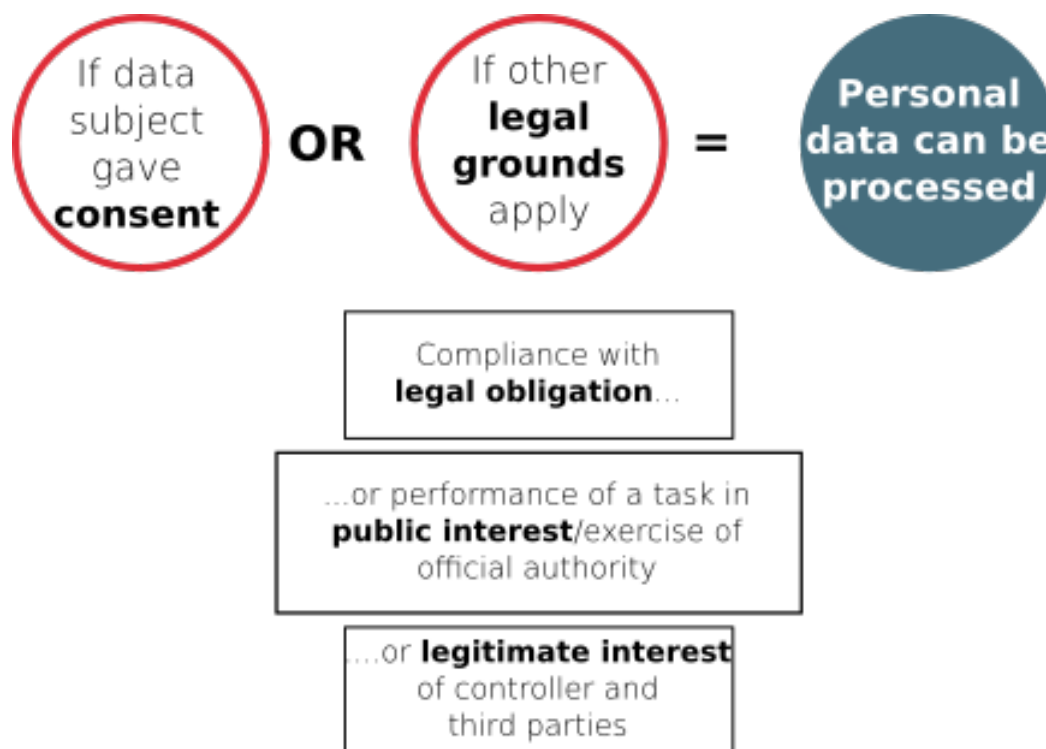 If data
subject
gave
consent
OR
If other
legal
grounds
apply
=
Personal
data can be
processed
Compliance with
legal obligation...
...or performance of a task in
public interest/exercise of
official authority
....or legitimate interest
of controller and
third parties